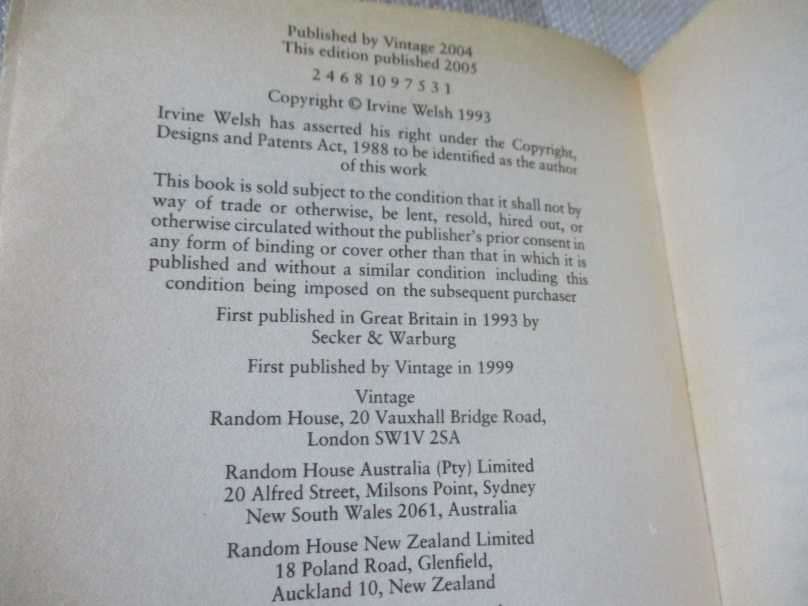 Published by Vintage 2004
This edition published 2005
2 4 6 8 10 9 7 5 3 1
Copyright © Irvine Welsh 1993
Irvine Welsh has asserted his right under the Copyright,
Designs and Patents Act, 1988 to be identified as the author
of this work
This book is sold subject to the condition that it shall not by
way of trade or otherwise, be lent, resold, hired out, or
otherwise circulated without the publisher's prior consent in
any form of binding or cover other than that in which it is
published and without a similar condition including this
condition being imposed on the subsequent purchaser
First published in Great Britain in 1993 by
Secker & Warburg
First published by Vintage in 1999
Vintage
Random House, 20 Vauxhall Bridge Road,
London SW1V 2SA
Random House Australia (Pty) Limited
20 Alfred Street, Milsons Point, Sydney
New South Wales 2061, Australia
Random House New Zealand Limited
18 Poland Road, Glenfield,
Auckland 10, New Zealand